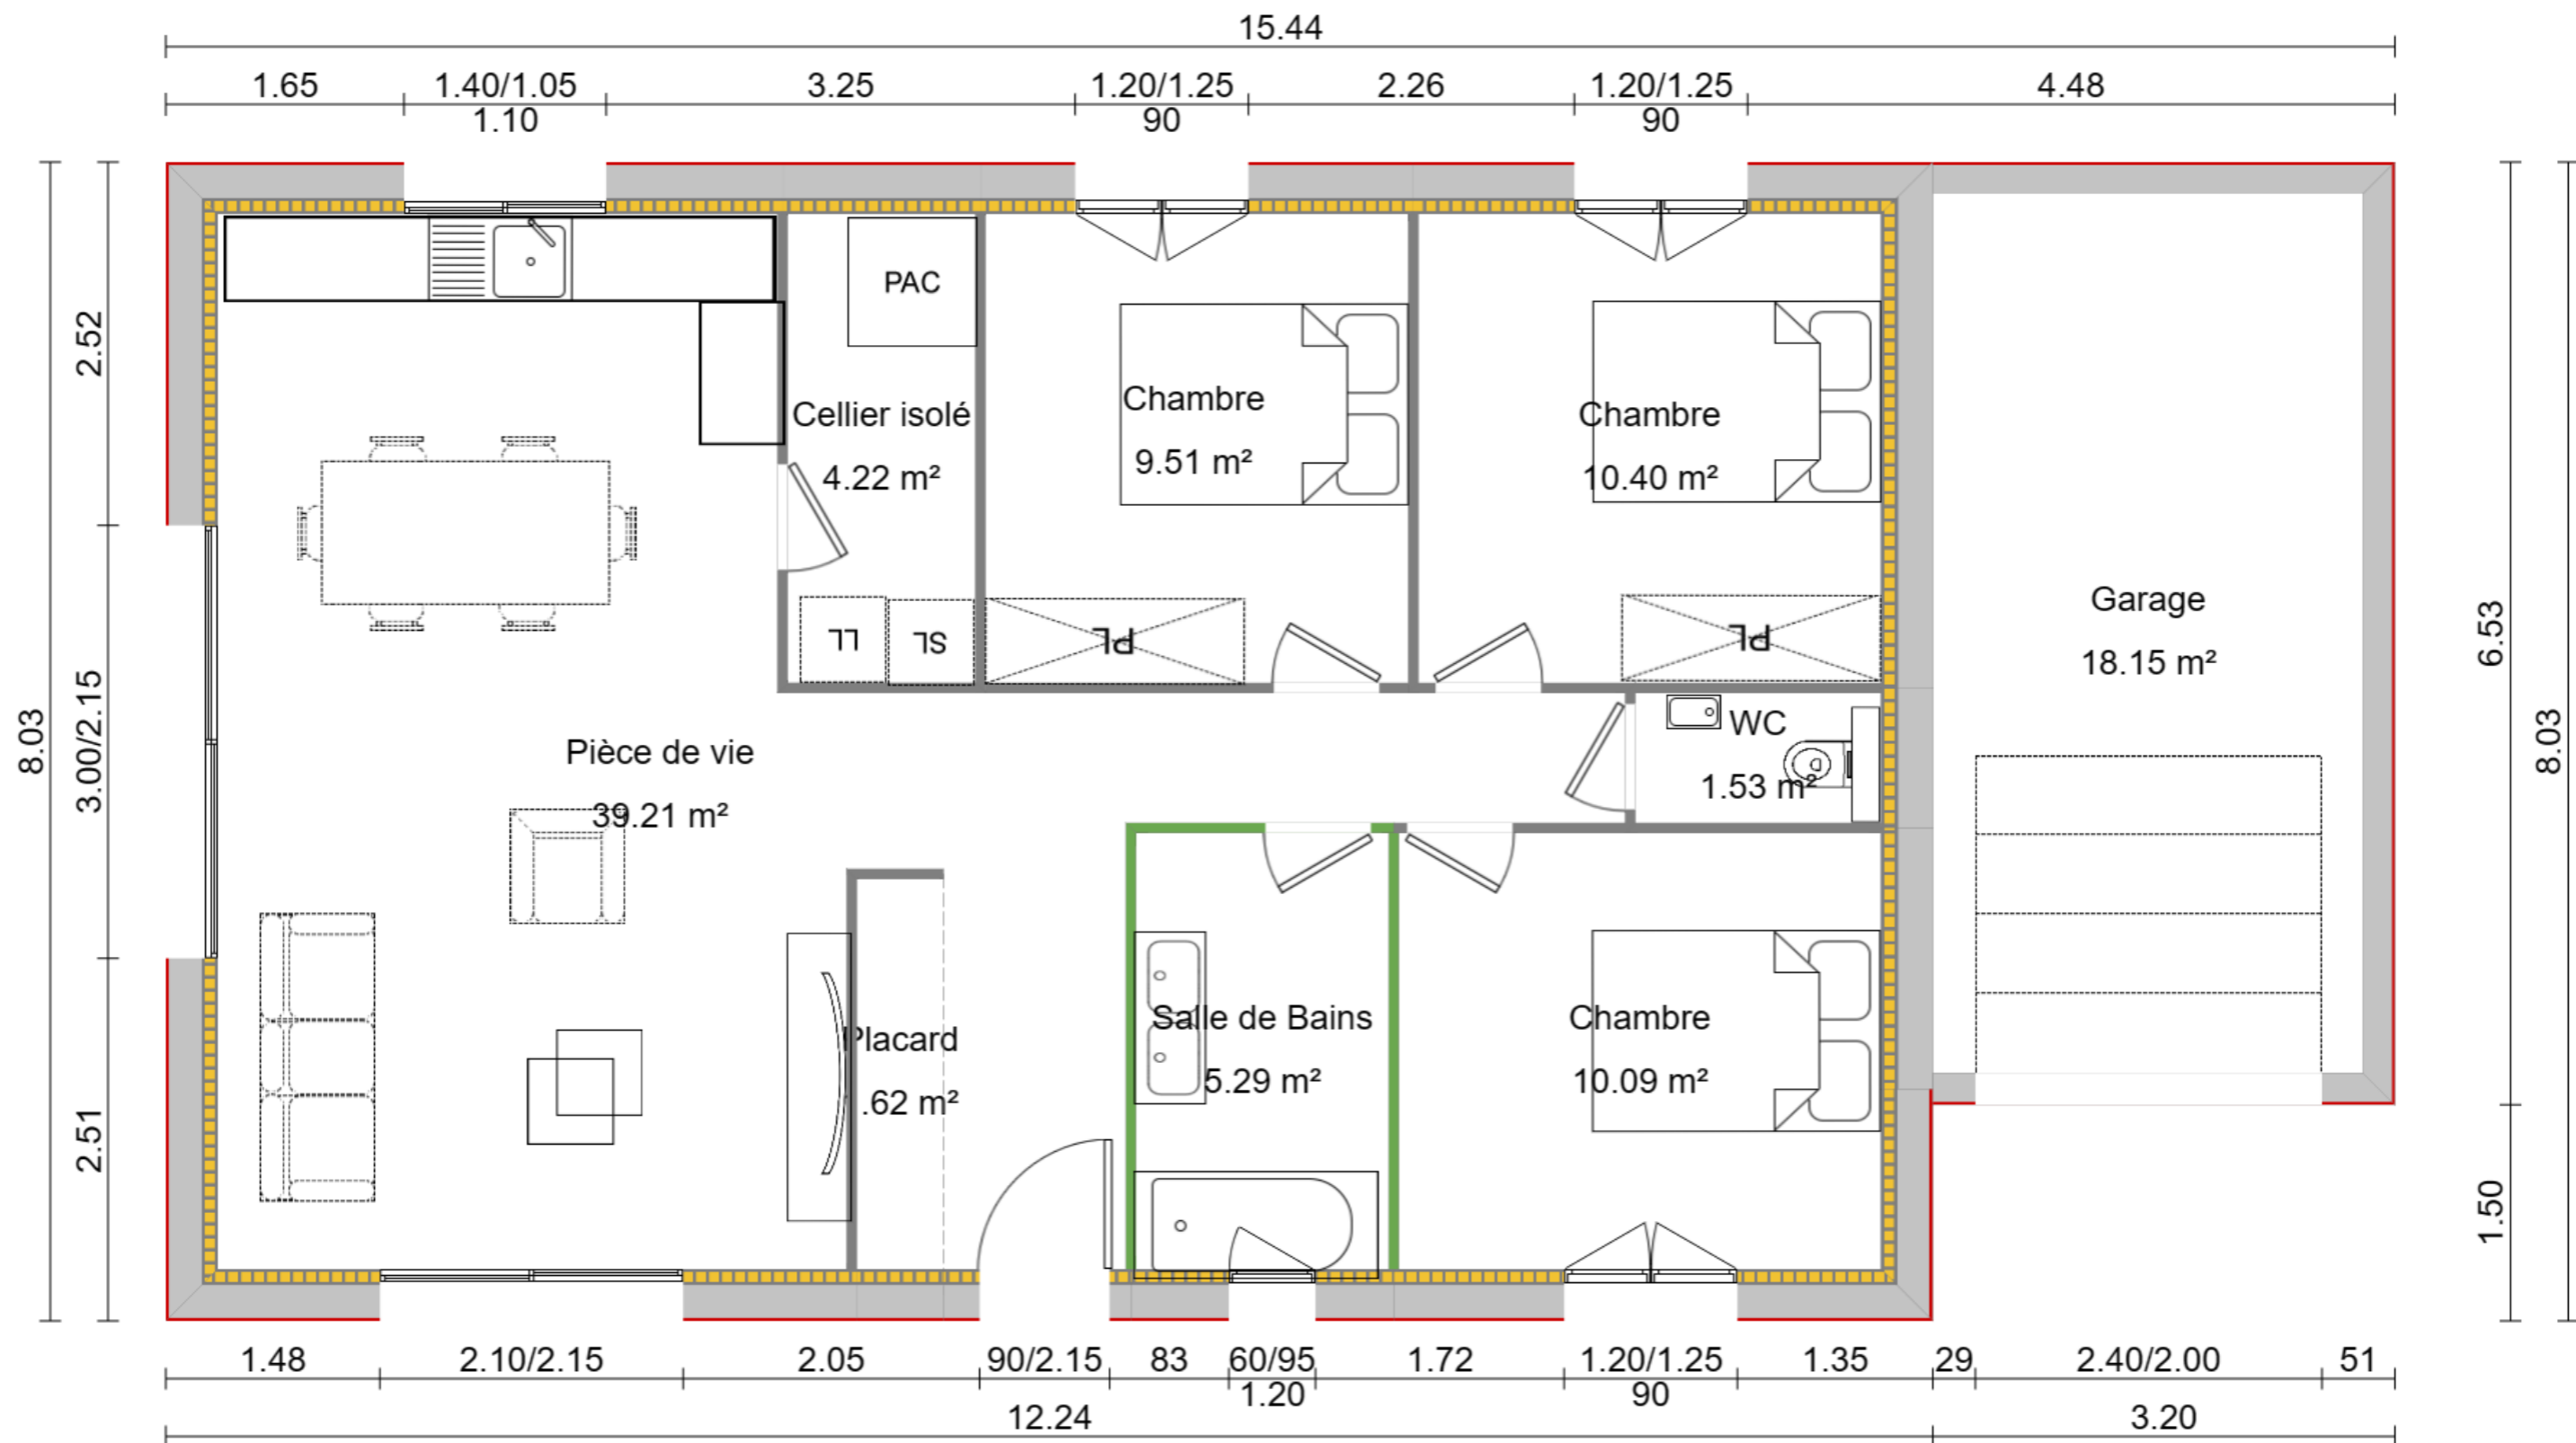 15.44
1.65
1.40/1.05
3.25
1.20/1.25
2.26
1.20/1.25
4.48
1.10
90
90
PAC
2.52
Cellier isolé
4.22 m²
Chambre
9.51 m²
Chambre
10.40 m²
LL
SL
PL
PL
Garage
18.15 m²
6.53
8.03
3.00/2.15
8.03
Pièce de vie
39.21 m²
WC
1.53 m²
Placard
.62 m²
Salle de Bains
5.29 m²
Chambre
10.09 m²
2.51
1.50
1.48
2.10/2.15
2.05
90/2.15
83
60/95
1.72
1.20/1.25
1.35
29
2.40/2.00
51
1.20
90
12.24
3.20